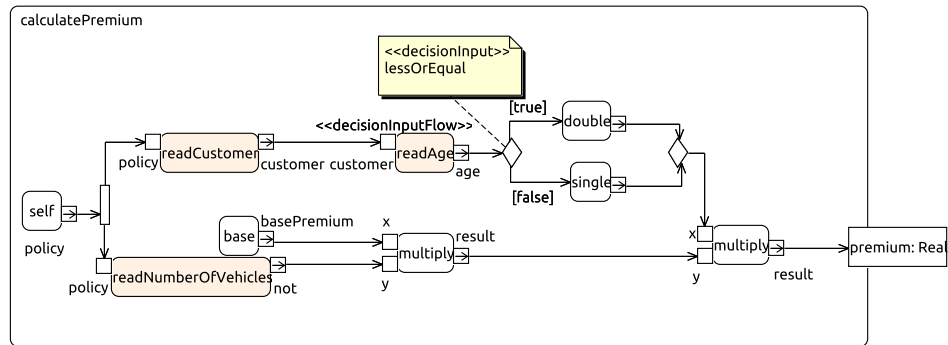 calculatePremium
<<decisionInput>>
lessOrEqual
[true]
double
<<decisionInputFlow>>
readCustomer
readAge
policy
customer
customer
age
[false]
single
self
policy
basePremium
base
x
result
multiply
x
multiply
premium: Real
readNumberOfVehicles
policy
not
y
y
result